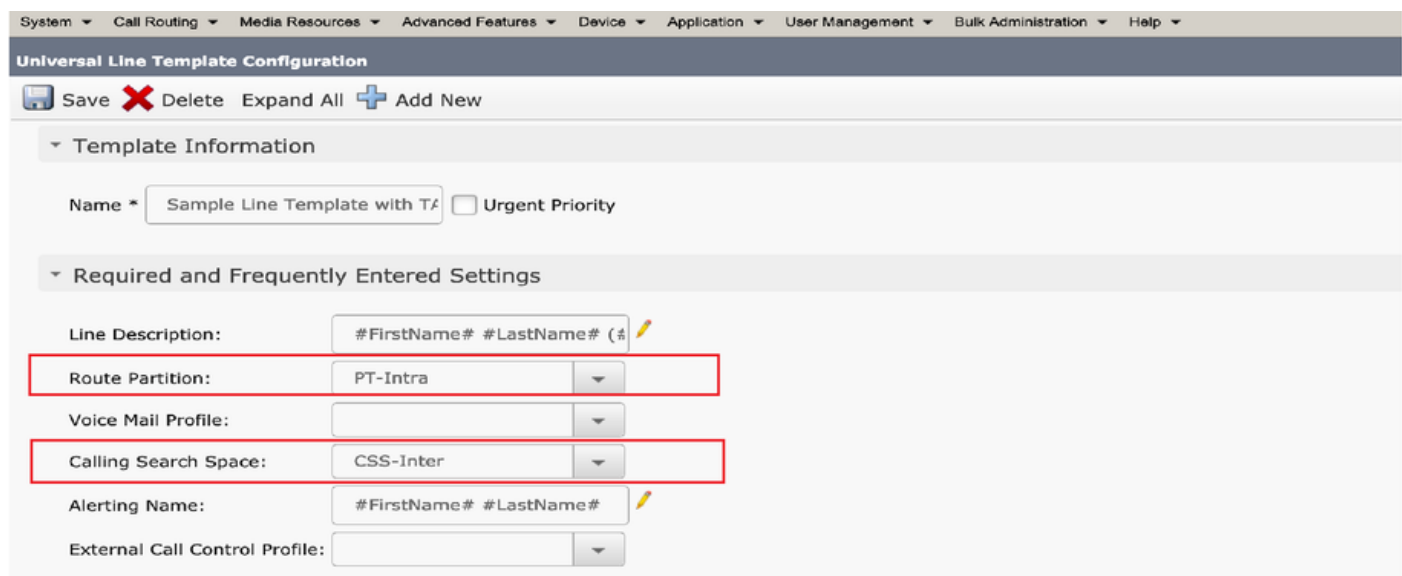 System Call Routing Media Resources Advanced Features Device Application User Management Bulk Administration Help
Universal Line Template Configuration
Save Delete Expand All Add New
Template Information
Name * Sample Line Template with TA Urgent Priority
Required and Frequently Entered Settings
Line Description: #FirstName# #LastName# (#
Route Partition: PT-Intra
Voice Mail Profile:
Calling Search Space: CSS-Inter
Alerting Name: #FirstName# #LastName#
External Call Control Profile: